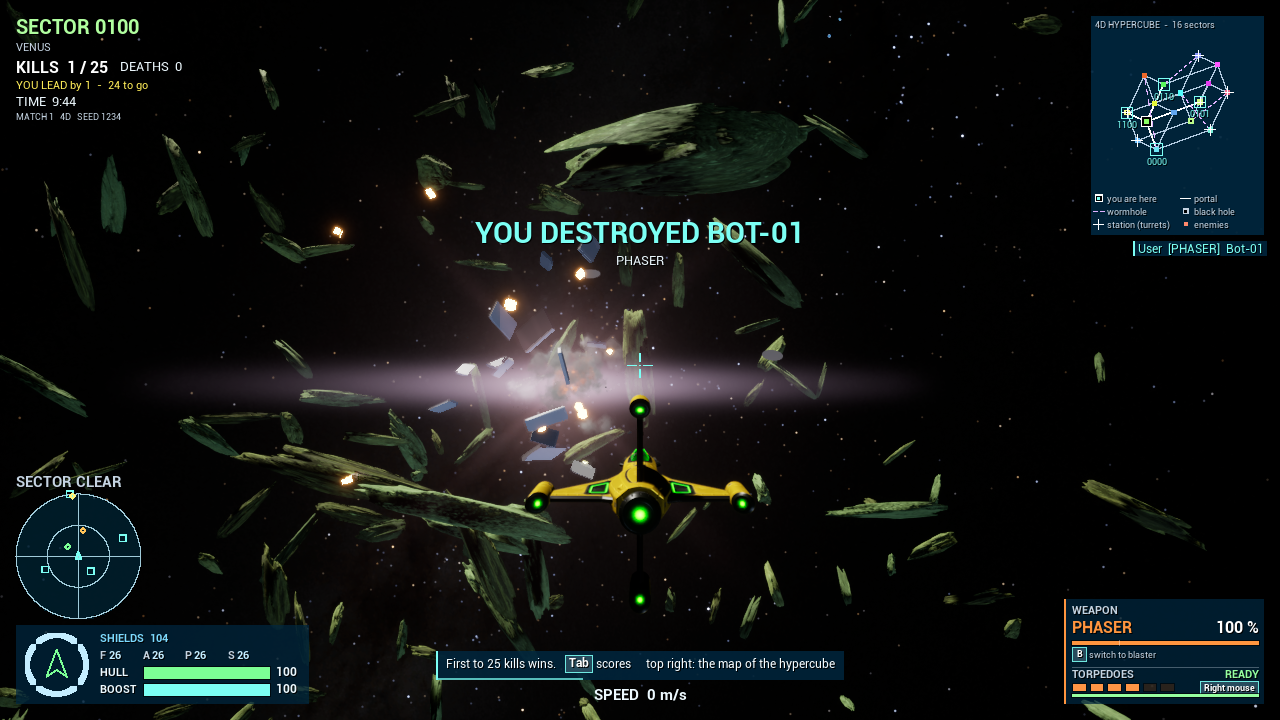 SECTOR 0100
VENUS
KILLS 1 / 25 DEATHS 0
YOU LEAD by 1 - 24 to go
TIME 9:44
MATCH 1 4D SEED 1234
4D HYPERCUBE - 16 sectors
1100
0000
you are here
portal
wormhole
black hole
station (turrets)
enemies
User [PHASER] Bot-01
YOU DESTROYED BOT-01
PHASER
SECTOR CLEAR
SHIELDS 104
F 26 A 26 P 26 S 26
HULL 100
BOOST 100
First to 25 kills wins. Tab scores top right: the map of the hypercube
SPEED 0 m/s
WEAPON
PHASER 100 %
B switch to blaster
TORPEDOES READY
Right mouse